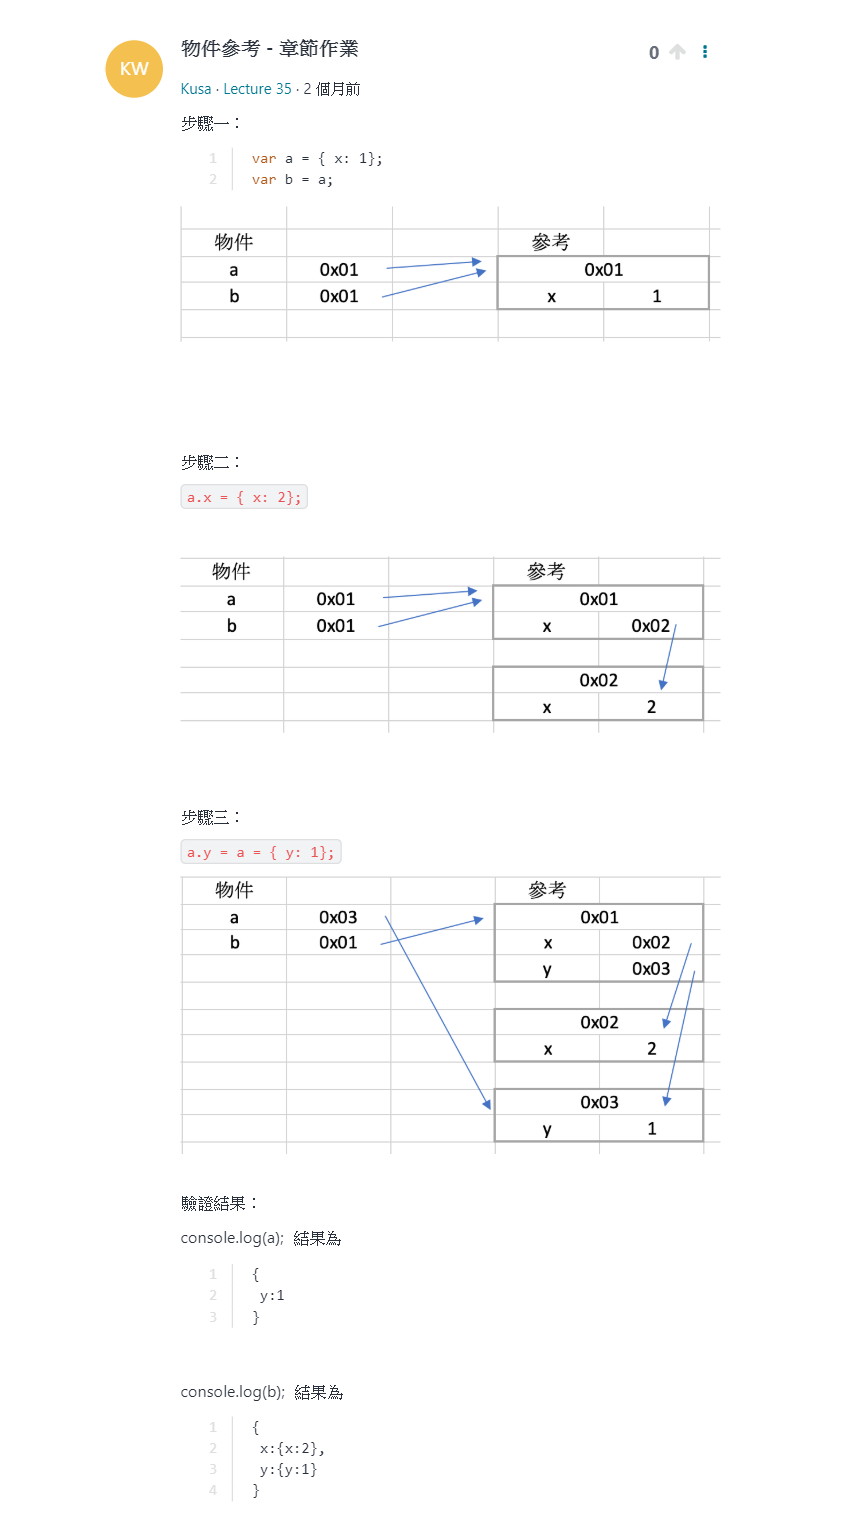 KW
物件參考 - 章節作業
0
Kusa · Lecture 35 · 2 個月前
步驟一：
1 var a = { x: 1};
2 var b = a;
物件 參考
a 0x01 0x01
b 0x01 x 1
步驟二：
a.x = { x: 2};
物件 參考
a 0x01 0x01
b 0x01 x 0x02
0x02
x 2
步驟三：
a.y = a = { y: 1};
物件 參考
a 0x03 0x01
b 0x01 x 0x02
y 0x03
0x02
x 2
0x03
y 1
驗證結果：
console.log(a); 結果為
1 {
2 y:1
3 }
console.log(b); 結果為
1 {
2 x:{x:2},
3 y:{y:1}
4 }